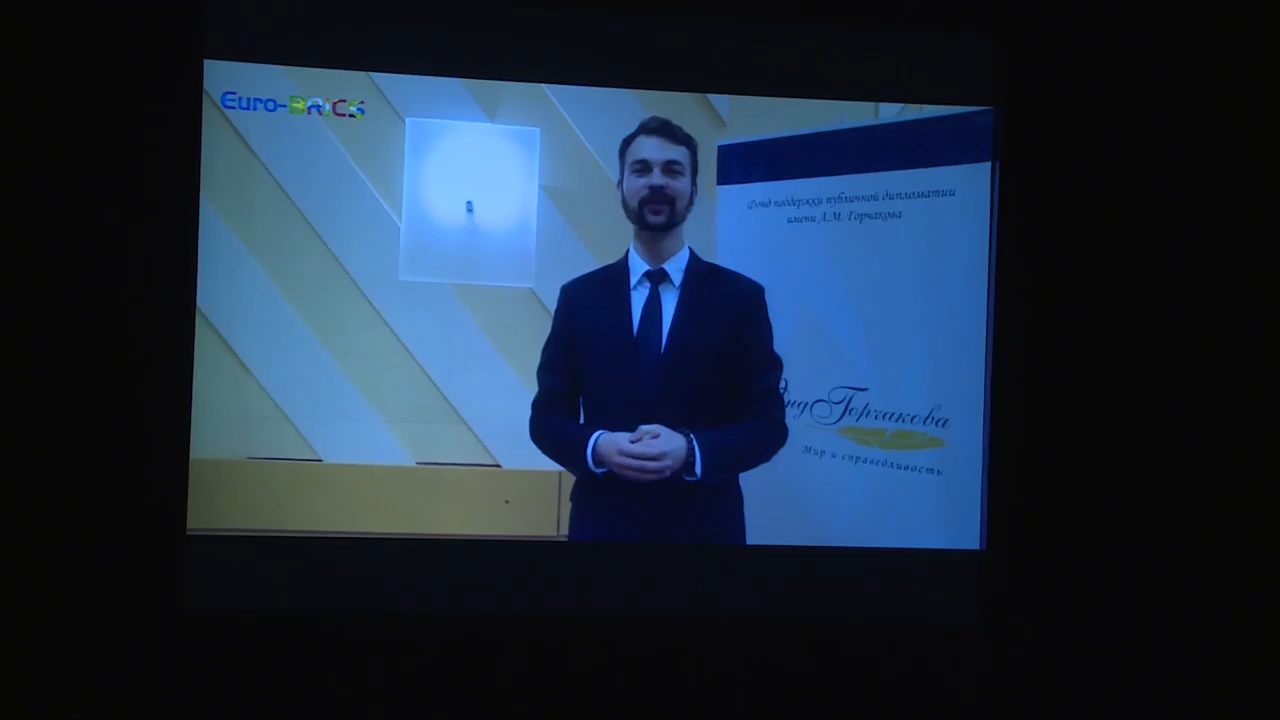 Euro-BRICS
Фонд поддержки публичной дипломатии
имени А.М. Горчакова
Горчакова
Мир и справедливость